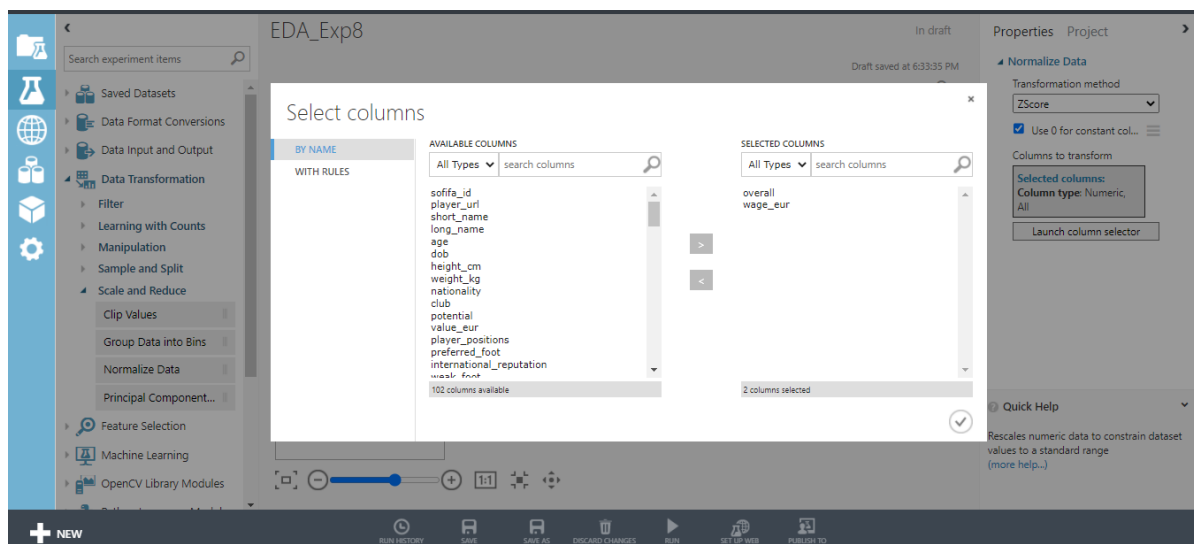 EDA_Exp8
In draft
Draft saved at 6:33:35 PM
Search experiment items
Saved Datasets
Data Format Conversions
Data Input and Output
Data Transformation
Filter
Learning with Counts
Manipulation
Sample and Split
Scale and Reduce
Clip Values
Group Data into Bins
Normalize Data
Principal Component...
Feature Selection
Machine Learning
OpenCV Library Modules
Select columns
BY NAME
WITH RULES
AVAILABLE COLUMNS
All Types
search columns
sofifa_id
player_url
short_name
long_name
age
dob
height_cm
weight_kg
nationality
club
potential
value_eur
player_positions
preferred_foot
international_reputation
weak_foot
102 columns available
>
<
SELECTED COLUMNS
All Types
search columns
overall
wage_eur
2 columns selected
Properties Project
Normalize Data
Transformation method
ZScore
Use 0 for constant col...
Columns to transform
Selected columns:
Column type: Numeric,
All
Launch column selector
Quick Help
Rescales numeric data to constrain dataset
values to a standard range
(more help...)
1:1
NEW
RUN HISTORY
SAVE
SAVE AS
DISCARD CHANGES
RUN
SET UP WEB
PUBLISH TO